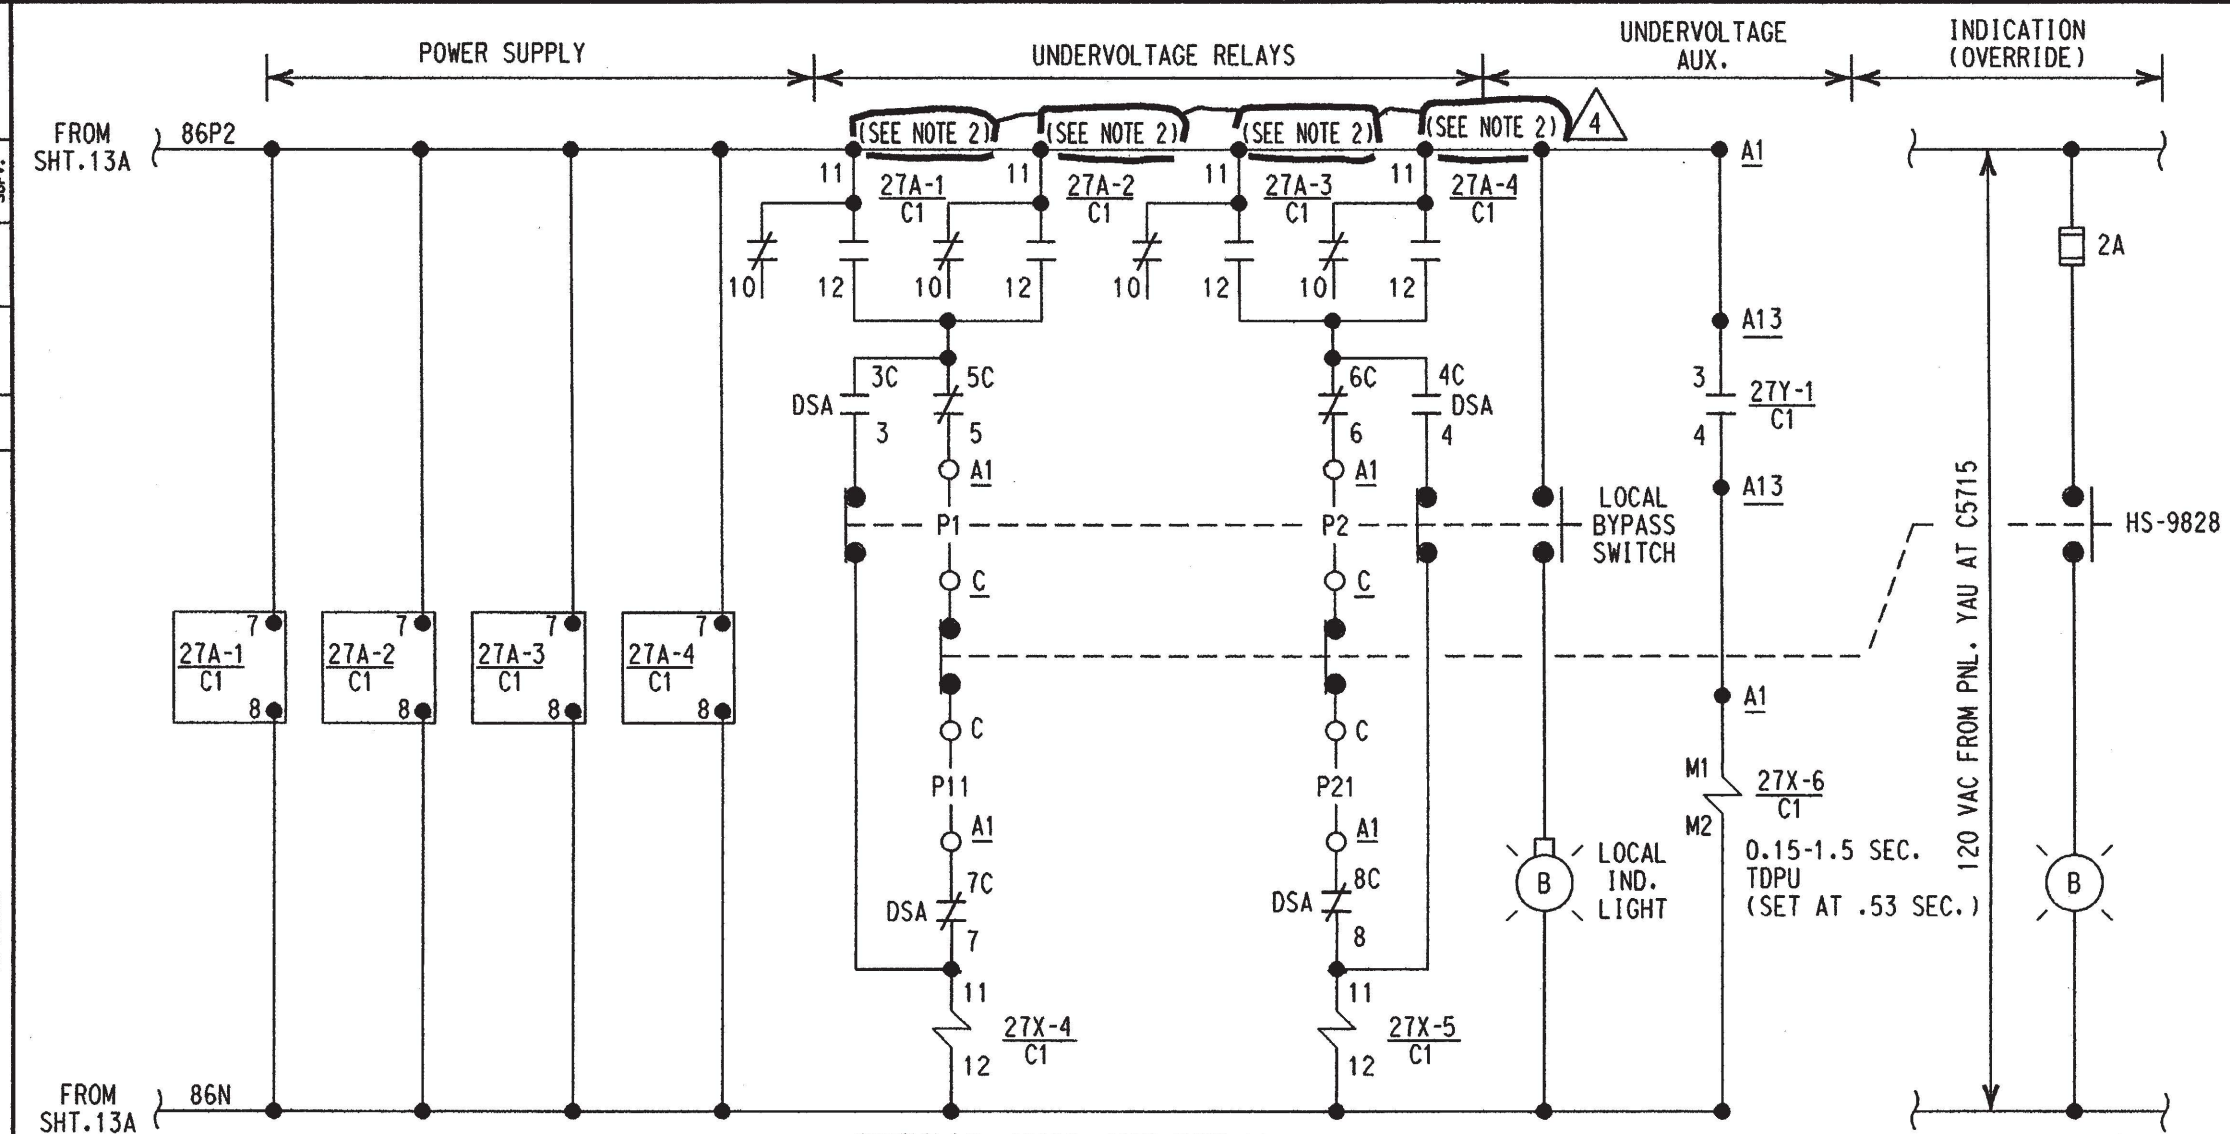 POWER SUPPLY
UNDERVOLTAGE RELAYS
UNDERVOLTAGE
AUX.
INDICATION
(OVERRIDE)
FROM
SHT.13A
86P2
(SEE NOTE 2)
(SEE NOTE 2)
(SEE NOTE 2)
(SEE NOTE 2)
4
A1
11
27A-1
C1
11
27A-2
C1
11
27A-3
C1
11
27A-4
C1
10
12
10
12
10
12
10
12
2A
A13
3C
5C
6C
4C
DSA
DSA
3
5
6
4
3
27Y-1
C1
4
A1
A1
A13
P1
P2
LOCAL
BYPASS
SWITCH
HS-9828
120 VAC FROM PNL. YAU AT C5715
C
C
7
27A-1
C1
8
7
27A-2
C1
8
7
27A-3
C1
8
7
27A-4
C1
8
A1
C
C
P11
P21
M1
27X-6
C1
M2
0.15-1.5 SEC.
TDPU
(SET AT .53 SEC.)
A1
A1
7C
DSA
7
8C
DSA
8
B
LOCAL
IND.
LIGHT
B
11
27X-4
C1
12
11
27X-5
C1
12
FROM
SHT.13A
86N